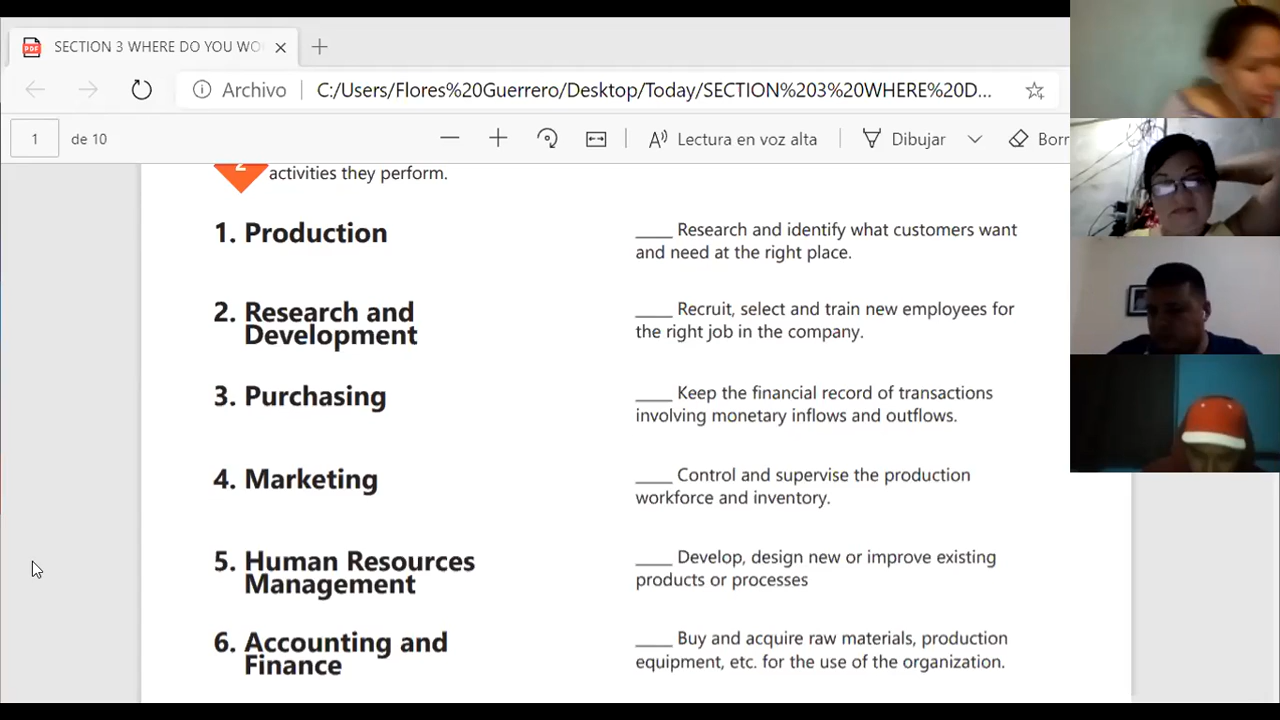 SECTION 3 WHERE DO YOU WO
Archivo
C:/Users/Flores%20Guerrero/Desktop/Today/SECTION%203%20WHERE%20D...
1
de 10
Lectura en voz alta
Dibujar
Borr
2
activities they perform.
1. Production
____ Research and identify what customers want
and need at the right place.
2. Research and
Development
____ Recruit, select and train new employees for
the right job in the company.
3. Purchasing
____ Keep the financial record of transactions
involving monetary inflows and outflows.
4. Marketing
____ Control and supervise the production
workforce and inventory.
5. Human Resources
Management
____ Develop, design new or improve existing
products or processes
6. Accounting and
Finance
____ Buy and acquire raw materials, production
equipment, etc. for the use of the organization.